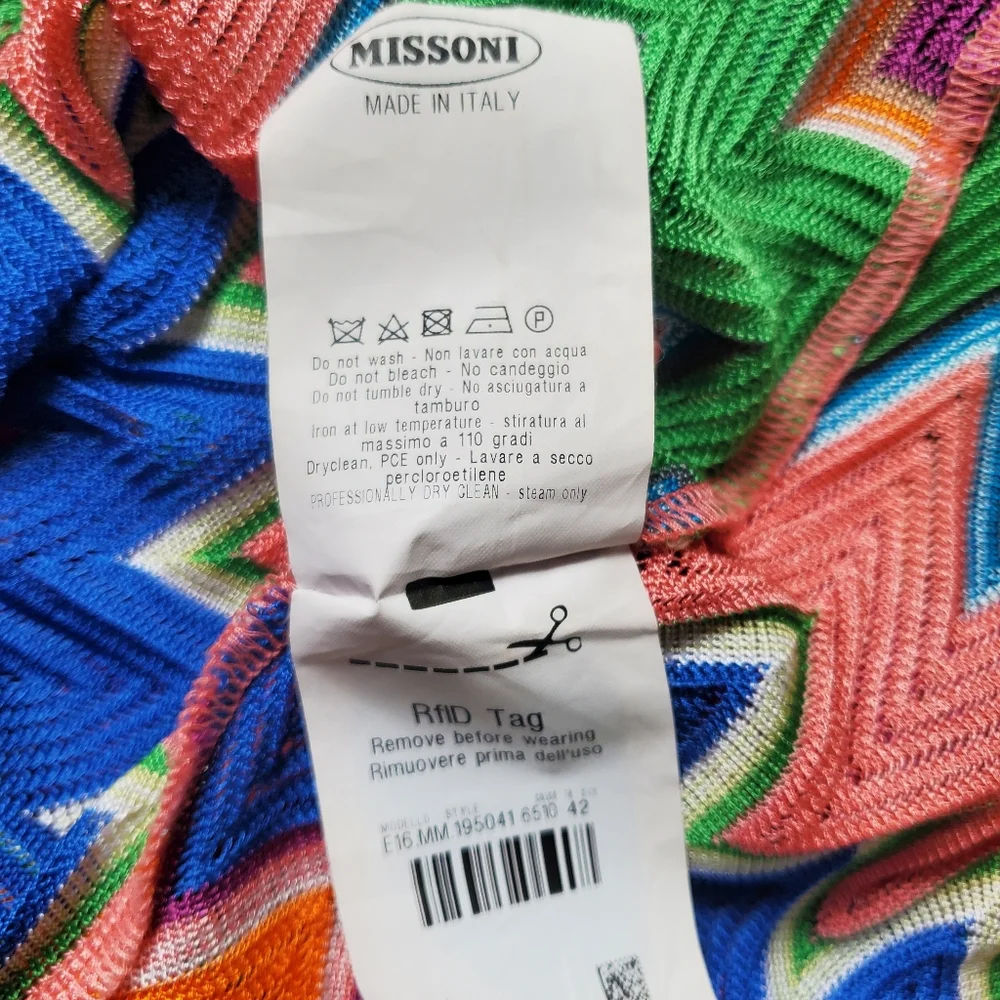 MISSONI
MADE IN ITALY
P
Do not wash - Non lavare con acqua
Do not bleach - No candeggio
Do not tumble dry - No asciugatura a
tamburo
Iron at low temperature - stiratura al
massimo a 110 gradi
Dryclean, PCE only - Lavare a secco
percloroetilene
PROFESSIONALLY DRY CLEAN - steam only
RfID Tag
Remove before wearing
Rimuovere prima dell'uso
MODELLO STYLE
E16.MM.195041 6510 42